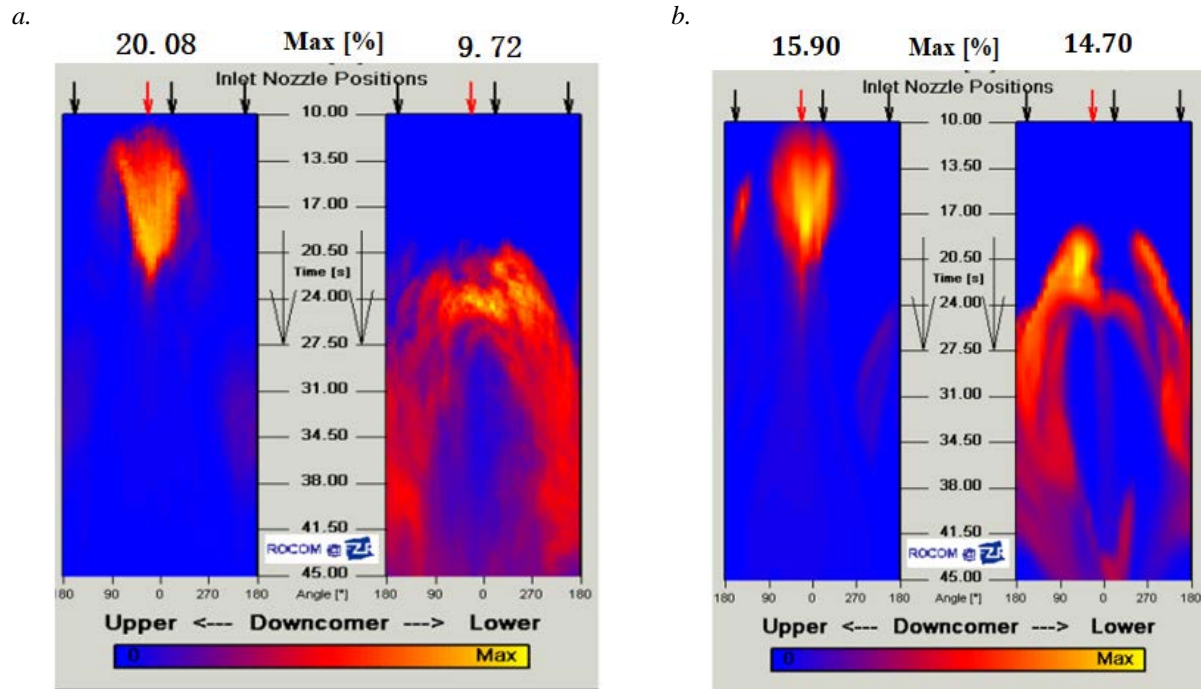 a.
20.08 Max [%] 9.72
Inlet Nozzle Positions
10.00
13.50
17.00
20.50
Time [s]
24.00
27.50
31.00
34.50
38.00
41.50
ROCOM @ FZR
45.00
180 90 0 270 Angle [°] 180 90 0 270 180
Upper <--- Downcomer ---> Lower
0 Max
b.
15.90 Max [%] 14.70
Inlet Nozzle Positions
10.00
13.50
17.00
20.50
Time [s]
24.00
27.50
31.00
34.50
38.00
41.50
ROCOM @ FZR
45.00
180 90 0 270 180 Angle [°] 180 90 0 270 180
Upper <--- Downcomer ---> Lower
0 Max